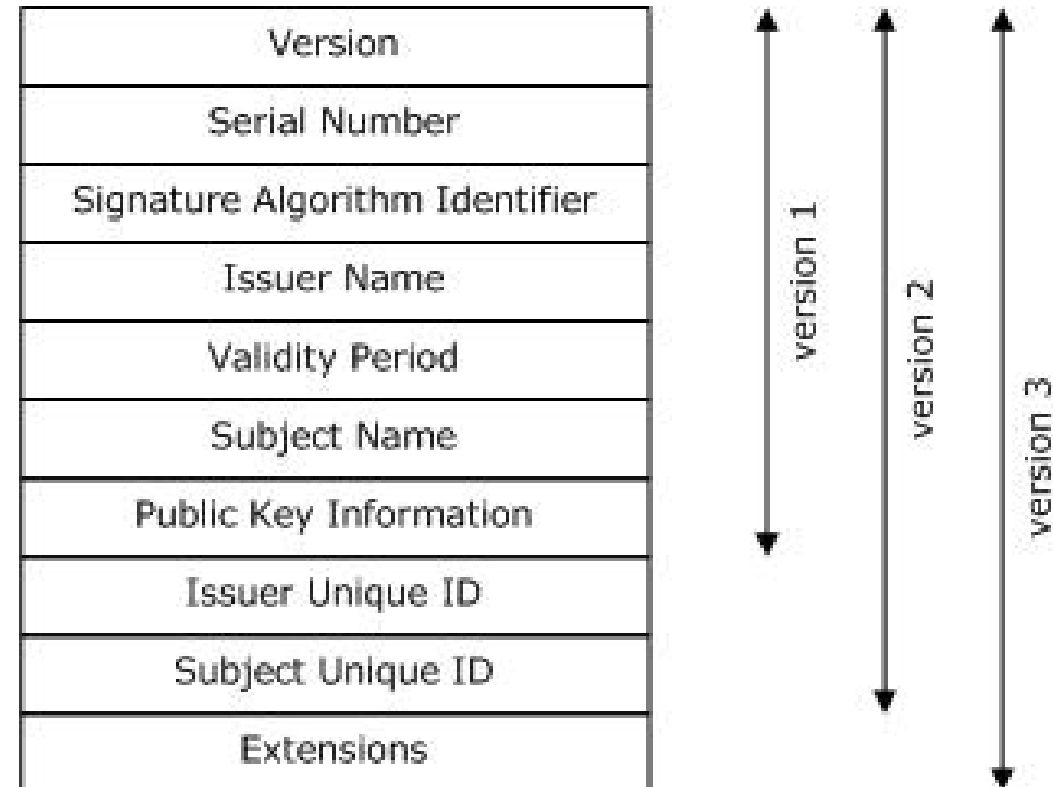 Version
Serial Number
Signature Algorithm Identifier
Issuer Name
Validity Period
Subject Name
Public Key Information
Issuer Unique ID
Subject Unique ID
Extensions
version 1
version 2
version 3